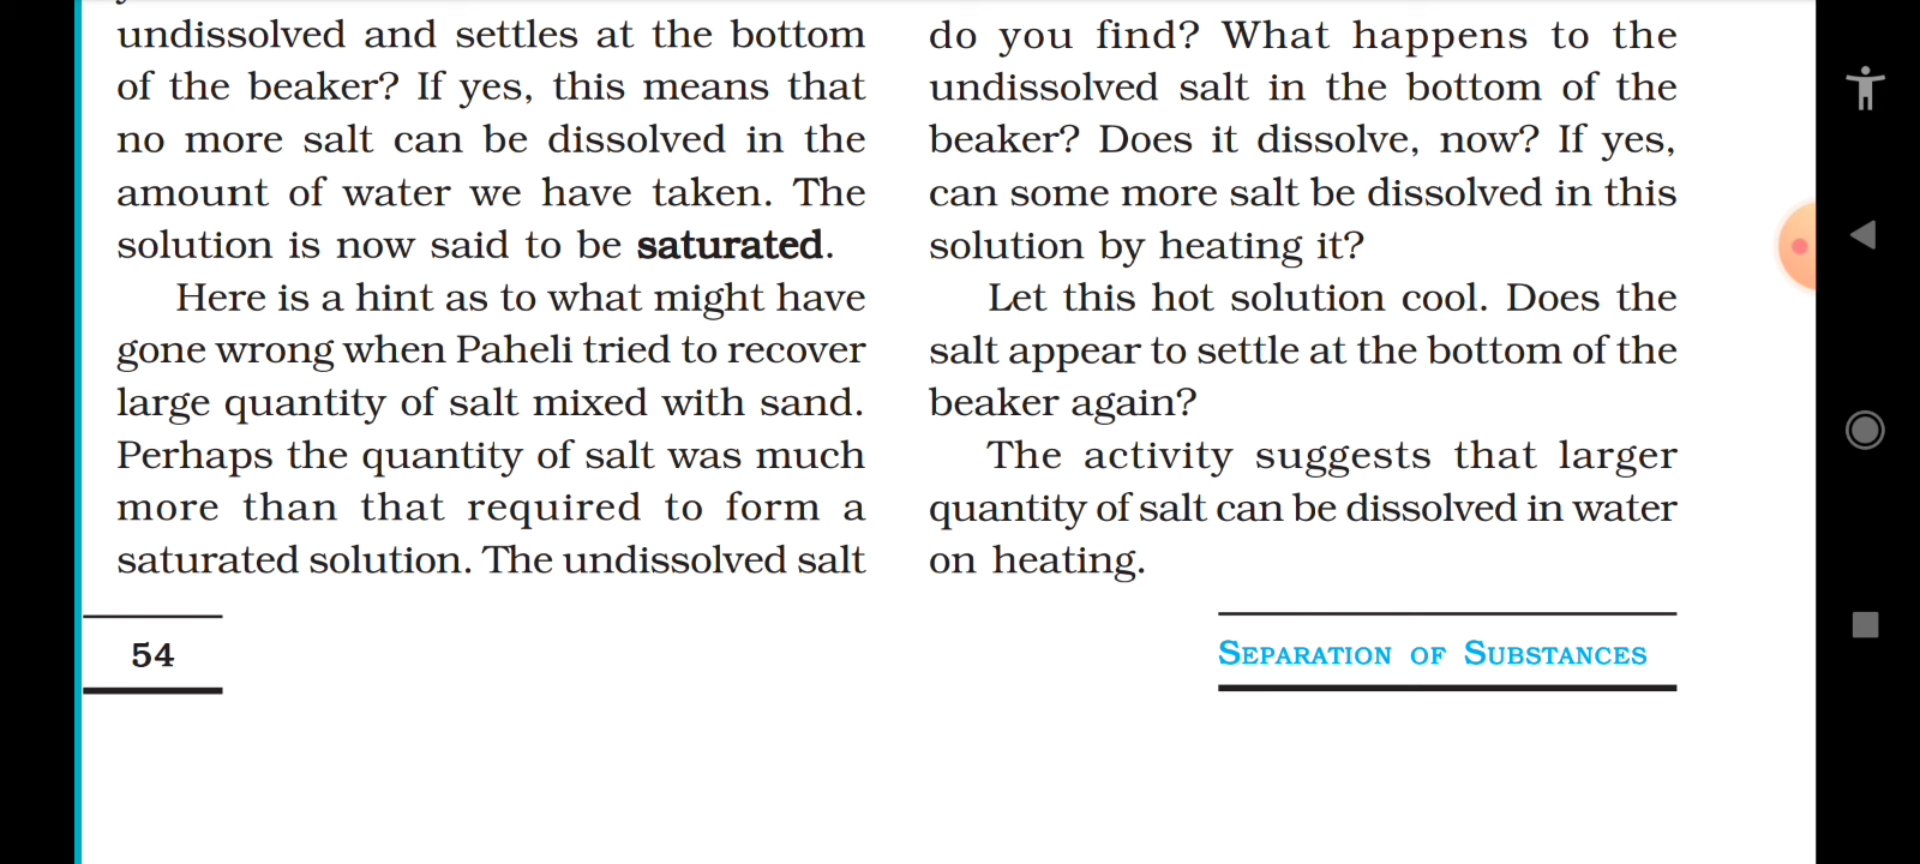 undissolved and settles at the bottom
of the beaker? If yes, this means that
no more salt can be dissolved in the
amount of water we have taken. The
solution is now said to be saturated.
Here is a hint as to what might have
gone wrong when Paheli tried to recover
large quantity of salt mixed with sand.
Perhaps the quantity of salt was much
more than that required to form a
saturated solution. The undissolved salt
do you find? What happens to the
undissolved salt in the bottom of the
beaker? Does it dissolve, now? If yes,
can some more salt be dissolved in this
solution by heating it?
Let this hot solution cool. Does the
salt appear to settle at the bottom of the
beaker again?
The activity suggests that larger
quantity of salt can be dissolved in water
on heating.
54
SEPARATION OF SUBSTANCES